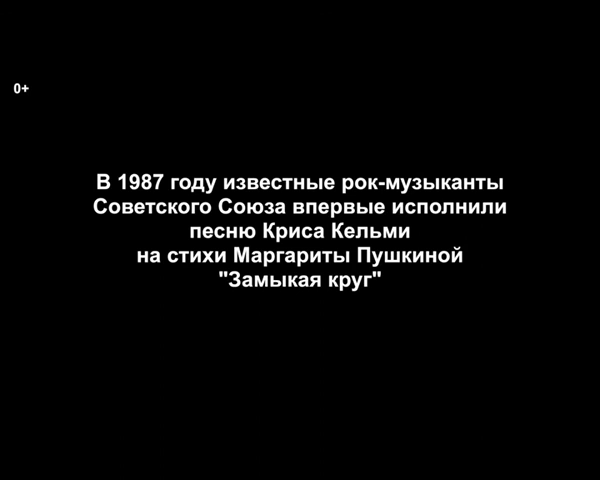 0+
В 1987 году известные рок-музыканты
Советского Союза впервые исполнили
песню Криса Кельми
на стихи Маргариты Пушкиной
"Замыкая круг"